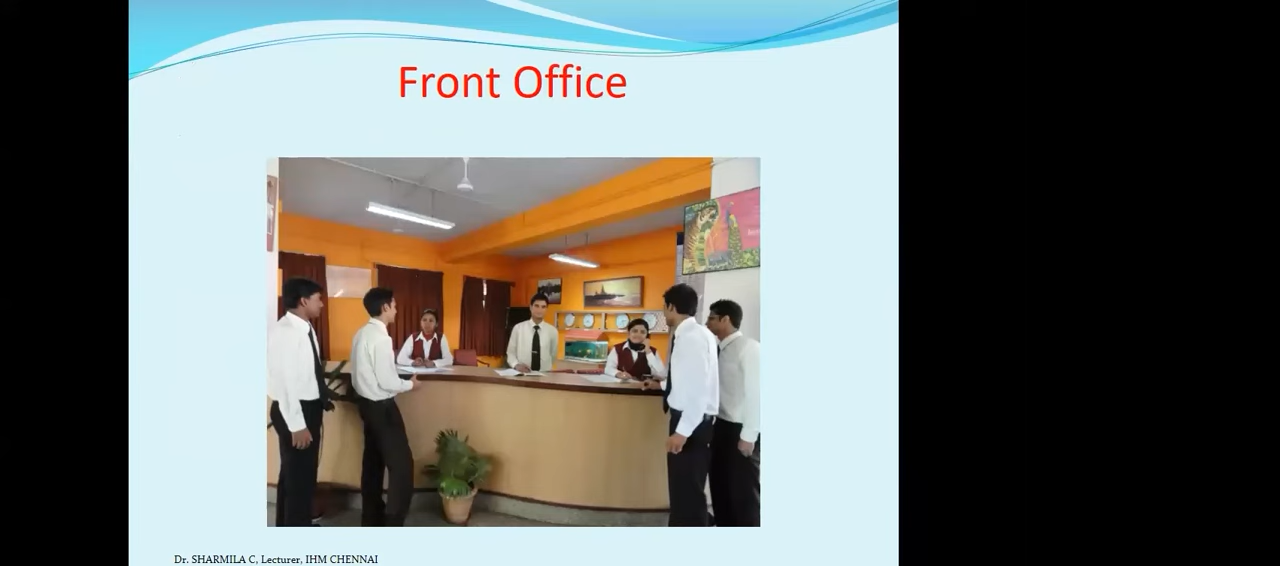 Front Office
Dr. SHARMILA C, Lecturer, IHM CHENNAI